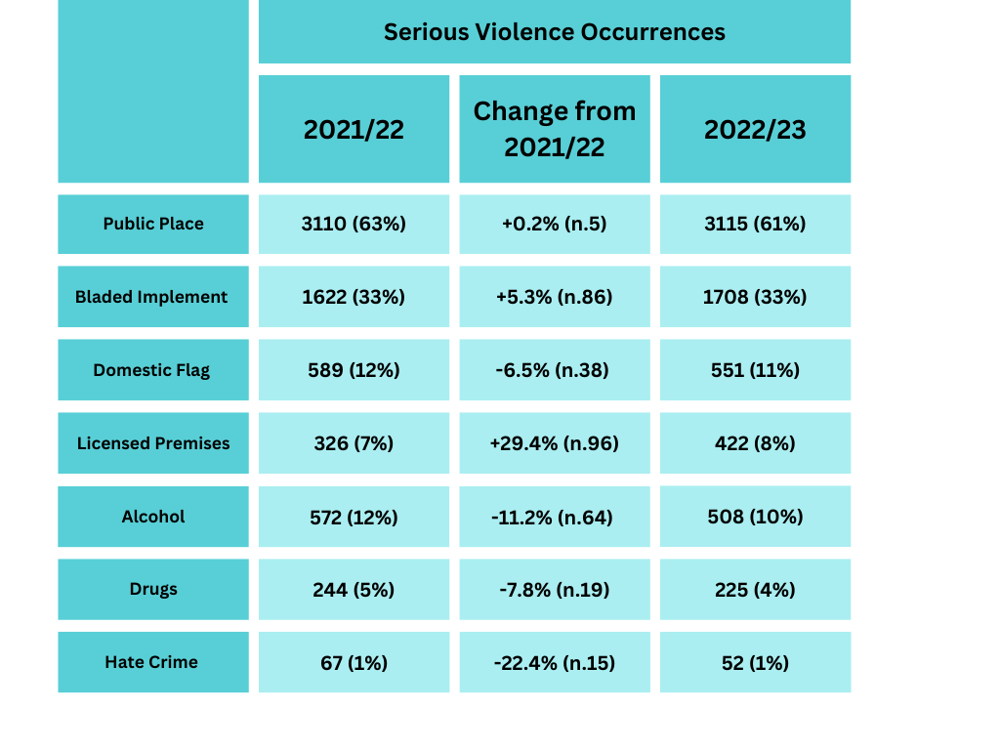 Serious Violence Occurrences
2021/22
Change from
2021/22
2022/23
Public Place
3110 (63%)
+0.2% (n.5)
3115 (61%)
Bladed Implement
1622 (33%)
+5.3% (n.86)
1708 (33%)
Domestic Flag
589 (12%)
-6.5% (n.38)
551 (11%)
Licensed Premises
326 (7%)
+29.4% (n.96)
422 (8%)
Alcohol
572 (12%)
-11.2% (n.64)
508 (10%)
Drugs
244 (5%)
-7.8% (n.19)
225 (4%)
Hate Crime
67 (1%)
-22.4% (n.15)
52 (1%)